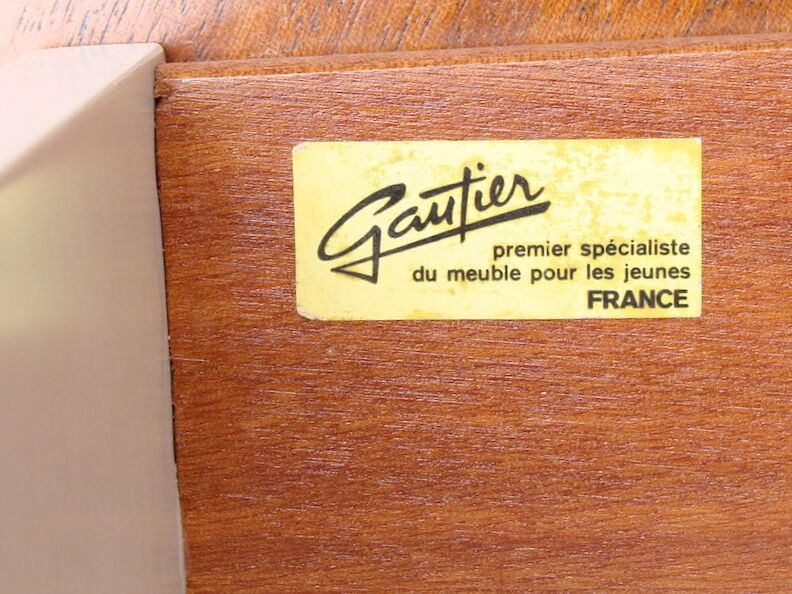 Gautier
premier spécialiste
du meuble pour les jeunes
FRANCE